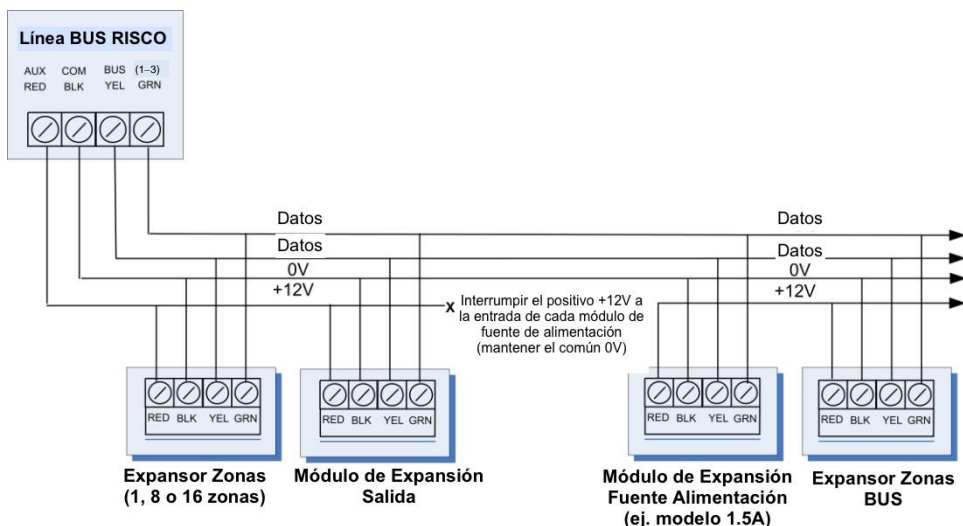 Línea BUS RISCO
AUX COM BUS (1–3)
RED BLK YEL GRN
Datos
Datos
0V
+12V
X
Interrumpir el positivo +12V a
la entrada de cada módulo de
fuente de alimentación
(mantener el común 0V)
Datos
Datos
0V
+12V
RED BLK YEL GRN
Expansor Zonas
(1, 8 o 16 zonas)
RED BLK YEL GRN
Módulo de Expansión
Salida
RED BLK YEL GRN
Módulo de Expansión
Fuente Alimentación
(ej. modelo 1.5A)
RED BLK YEL GRN
Expansor Zonas
BUS